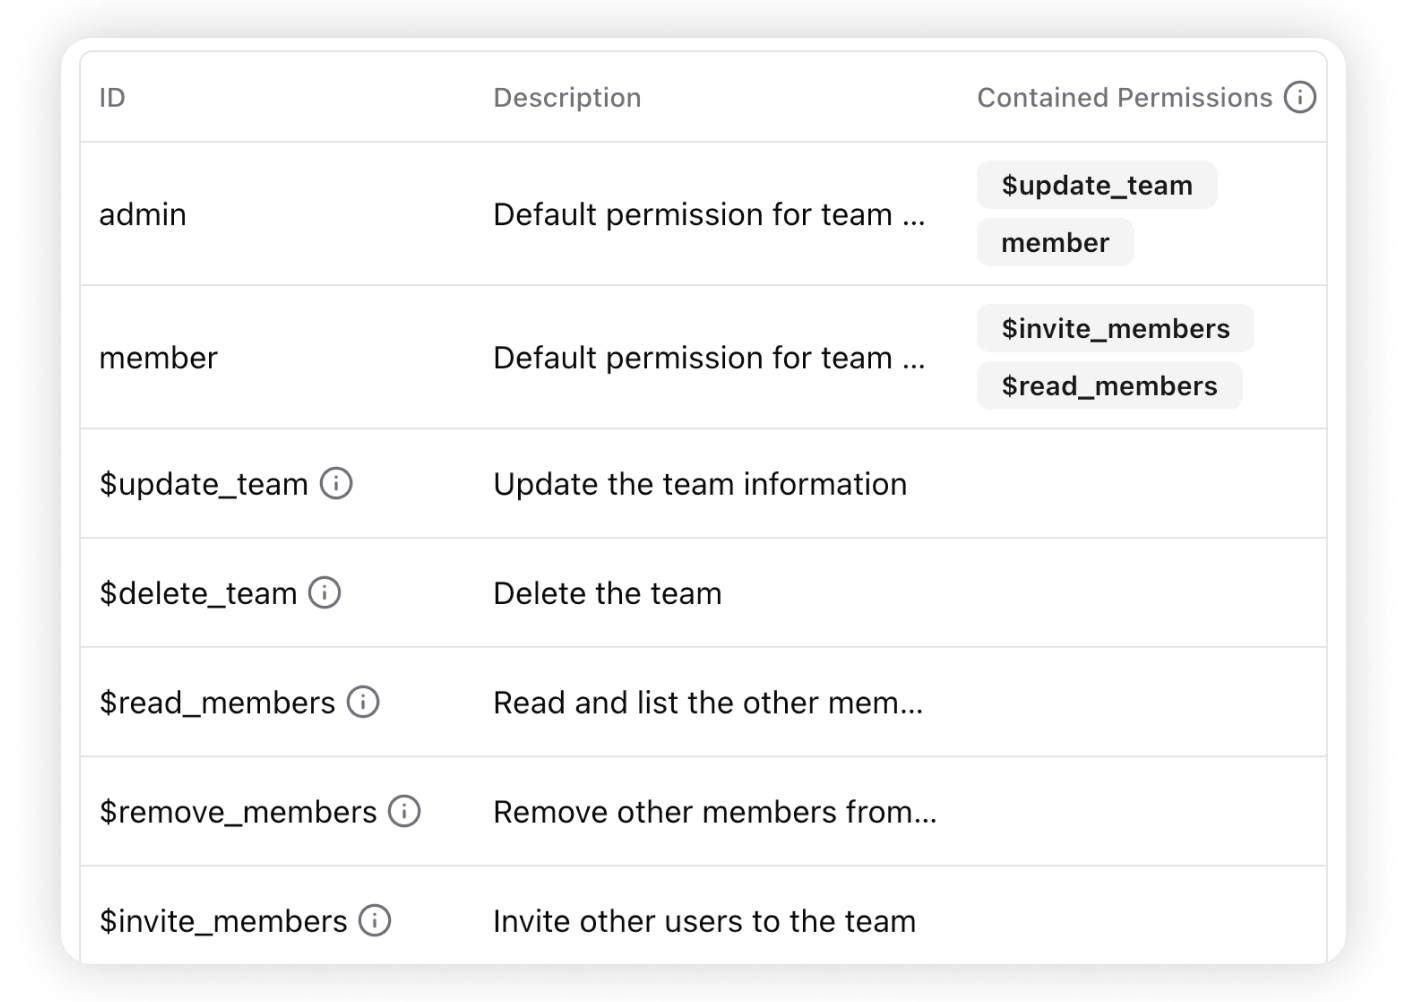 ID Description Contained Permissions
admin Default permission for team ... $update_team
member
member Default permission for team ... $invite_members
$read_members
$update_team Update the team information
$delete_team Delete the team
$read_members Read and list the other mem...
$remove_members Remove other members from...
$invite_members Invite other users to the team